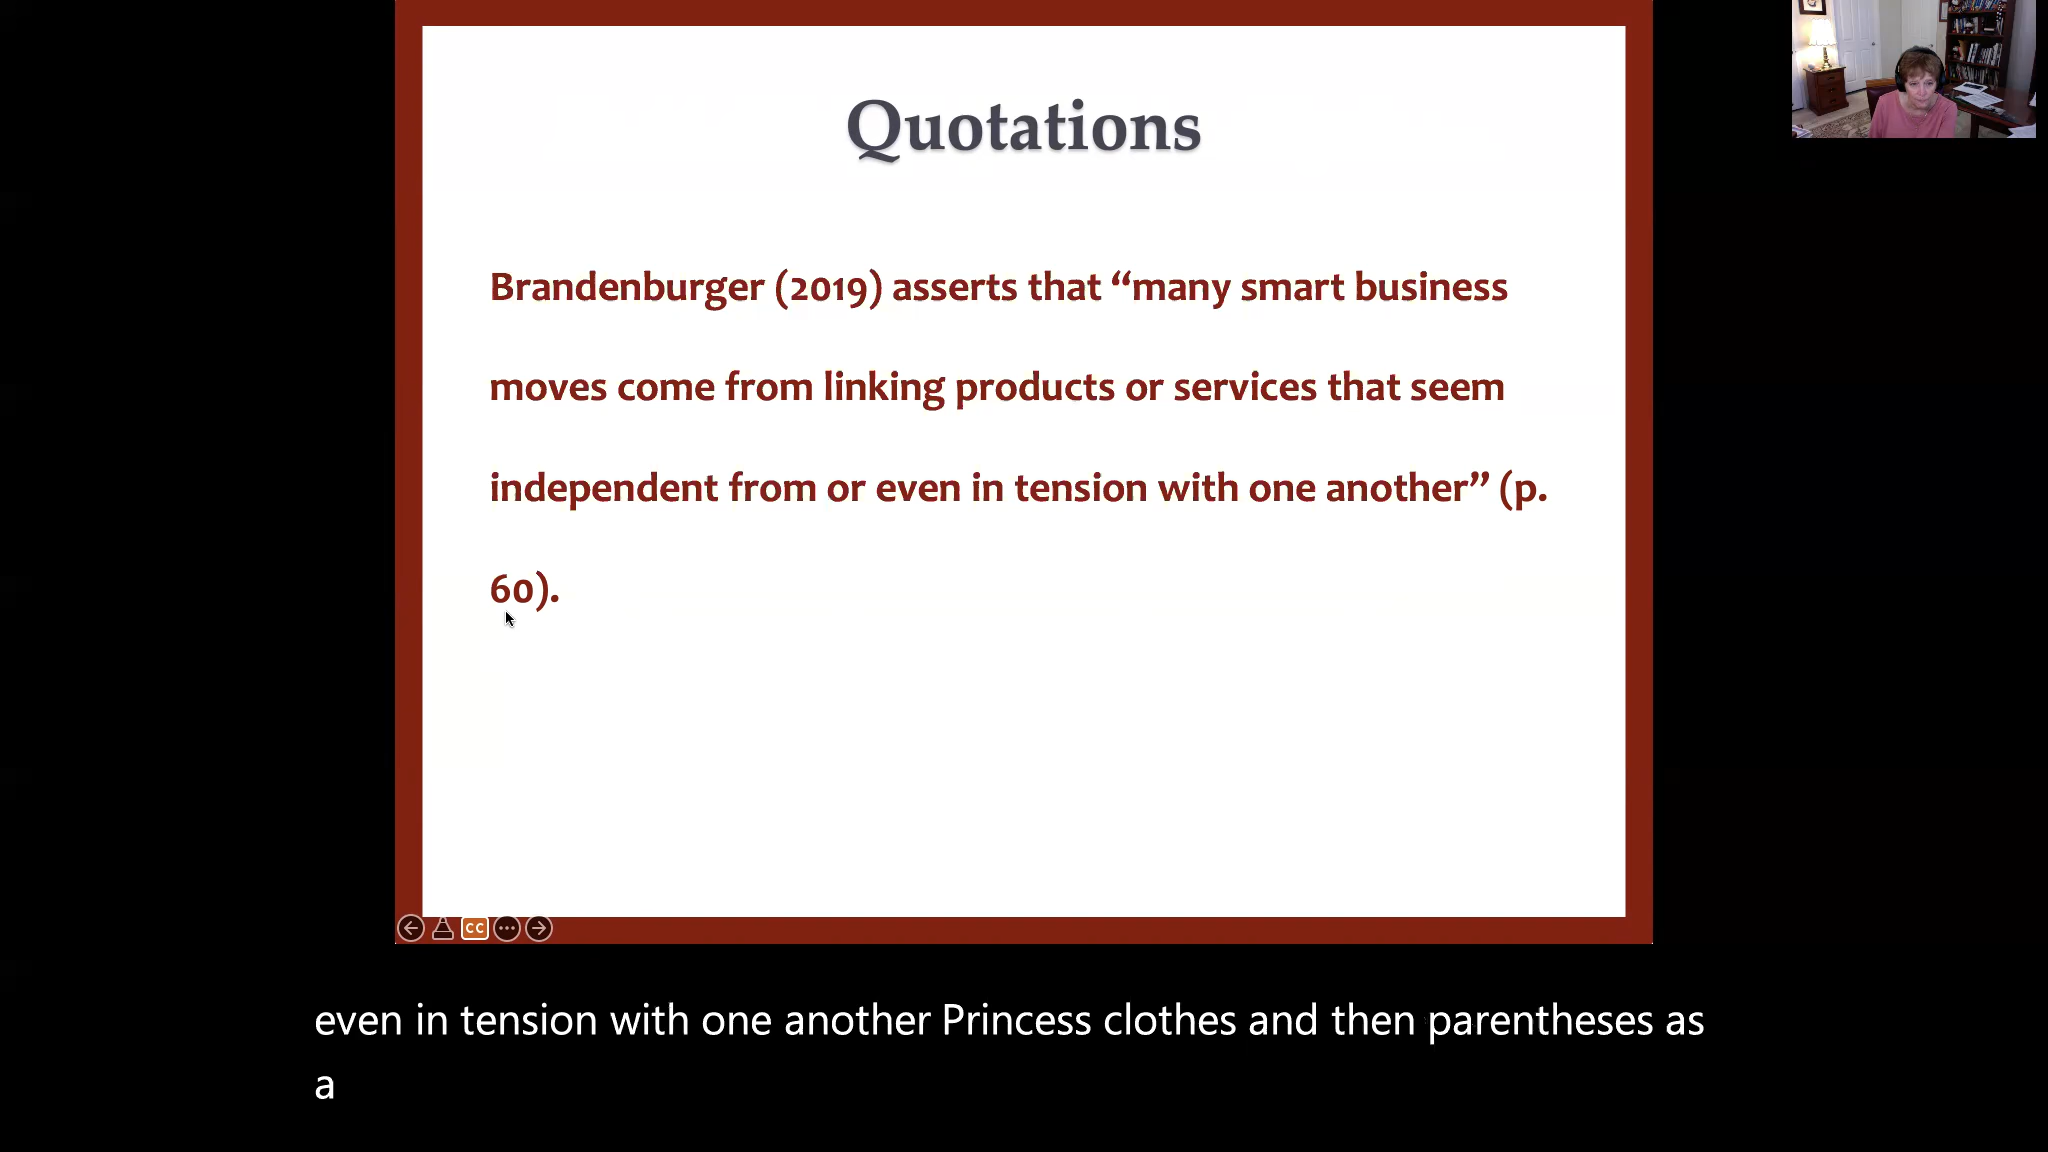 Quotations
Brandenburger (2019) asserts that “many smart business
moves come from linking products or services that seem
independent from or even in tension with one another” (p.
60).
CC
even in tension with one another Princess clothes and then parentheses as
a